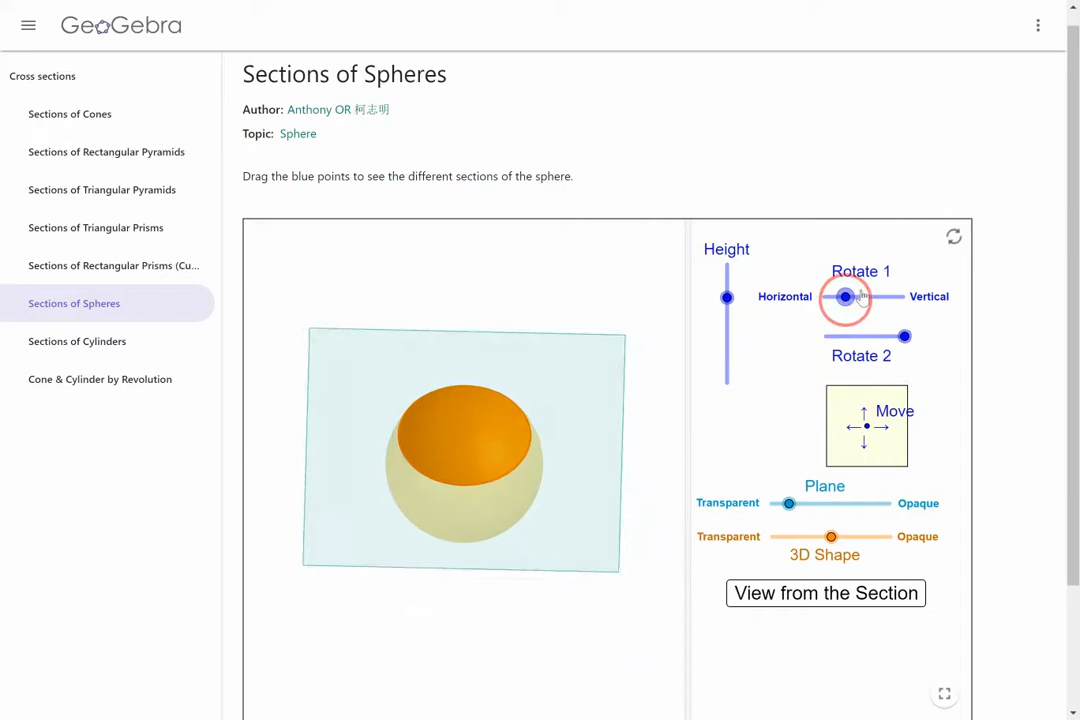 GeoGebra
Cross sections
Sections of Cones
Sections of Rectangular Pyramids
Sections of Triangular Pyramids
Sections of Triangular Prisms
Sections of Rectangular Prisms (Cu...
Sections of Spheres
Sections of Cylinders
Cone & Cylinder by Revolution
Sections of Spheres
Author: Anthony OR 柯志明
Topic: Sphere
Drag the blue points to see the different sections of the sphere.
Height
Rotate 1
Horizontal Vertical
Rotate 2
Move
Plane
Transparent Opaque
Transparent Opaque
3D Shape
View from the Section